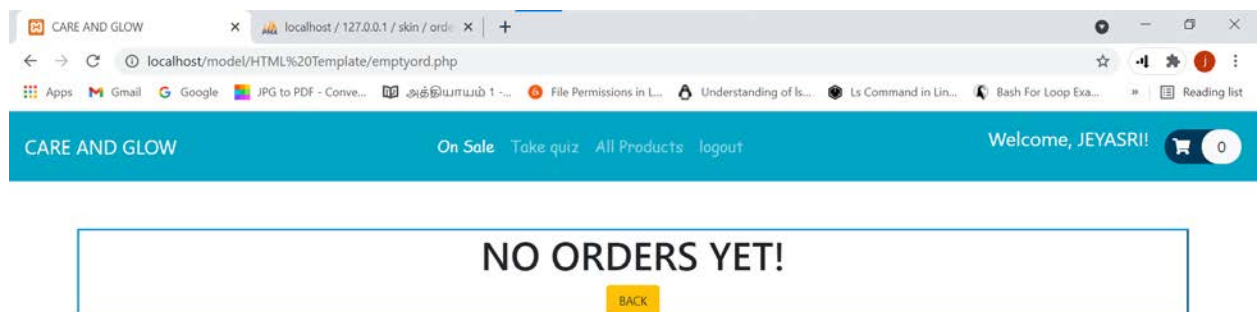 CARE AND GLOW localhost / 127.0.0.1 / skin / orde
localhost/model/HTML%20Template/emptyord.php
Apps Gmail Google JPG to PDF - Conve... அத்தியாயம் 1 -... File Permissions in L... Understanding of ls... Ls Command in Lin... Bash For Loop Exa... » Reading list
CARE AND GLOW On Sale Take quiz All Products logout Welcome, JEYASRI!! 0
NO ORDERS YET!
BACK